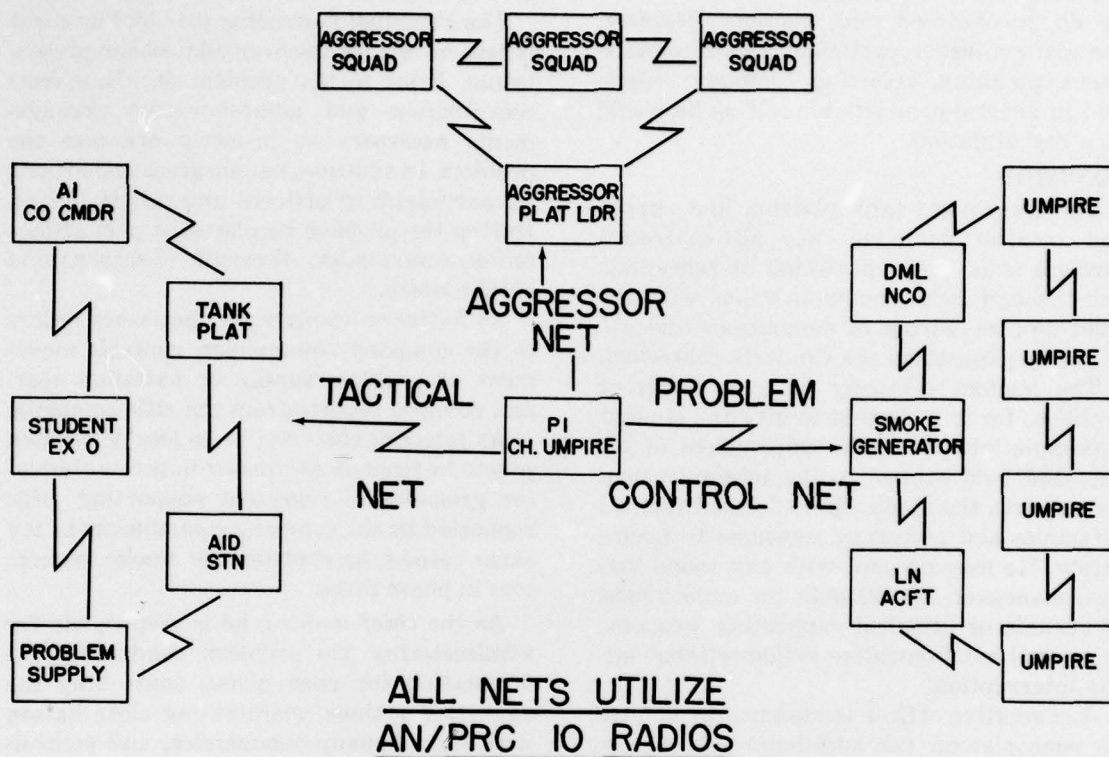 AGGRESSOR
SQUAD
AGGRESSOR
SQUAD
AGGRESSOR
SQUAD
AI
CO CMDR
AGGRESSOR
PLAT LDR
UMPIRE
TANK
PLAT
AGGRESSOR
NET
DML
NCO
UMPIRE
TACTICAL
NET
PROBLEM
CONTROL NET
STUDENT
EX O
PI
CH. UMPIRE
SMOKE
GENERATOR
UMPIRE
AID
STN
UMPIRE
LN
ACFT
PROBLEM
SUPPLY
UMPIRE
ALL NETS UTILIZE
AN/PRC 10 RADIOS